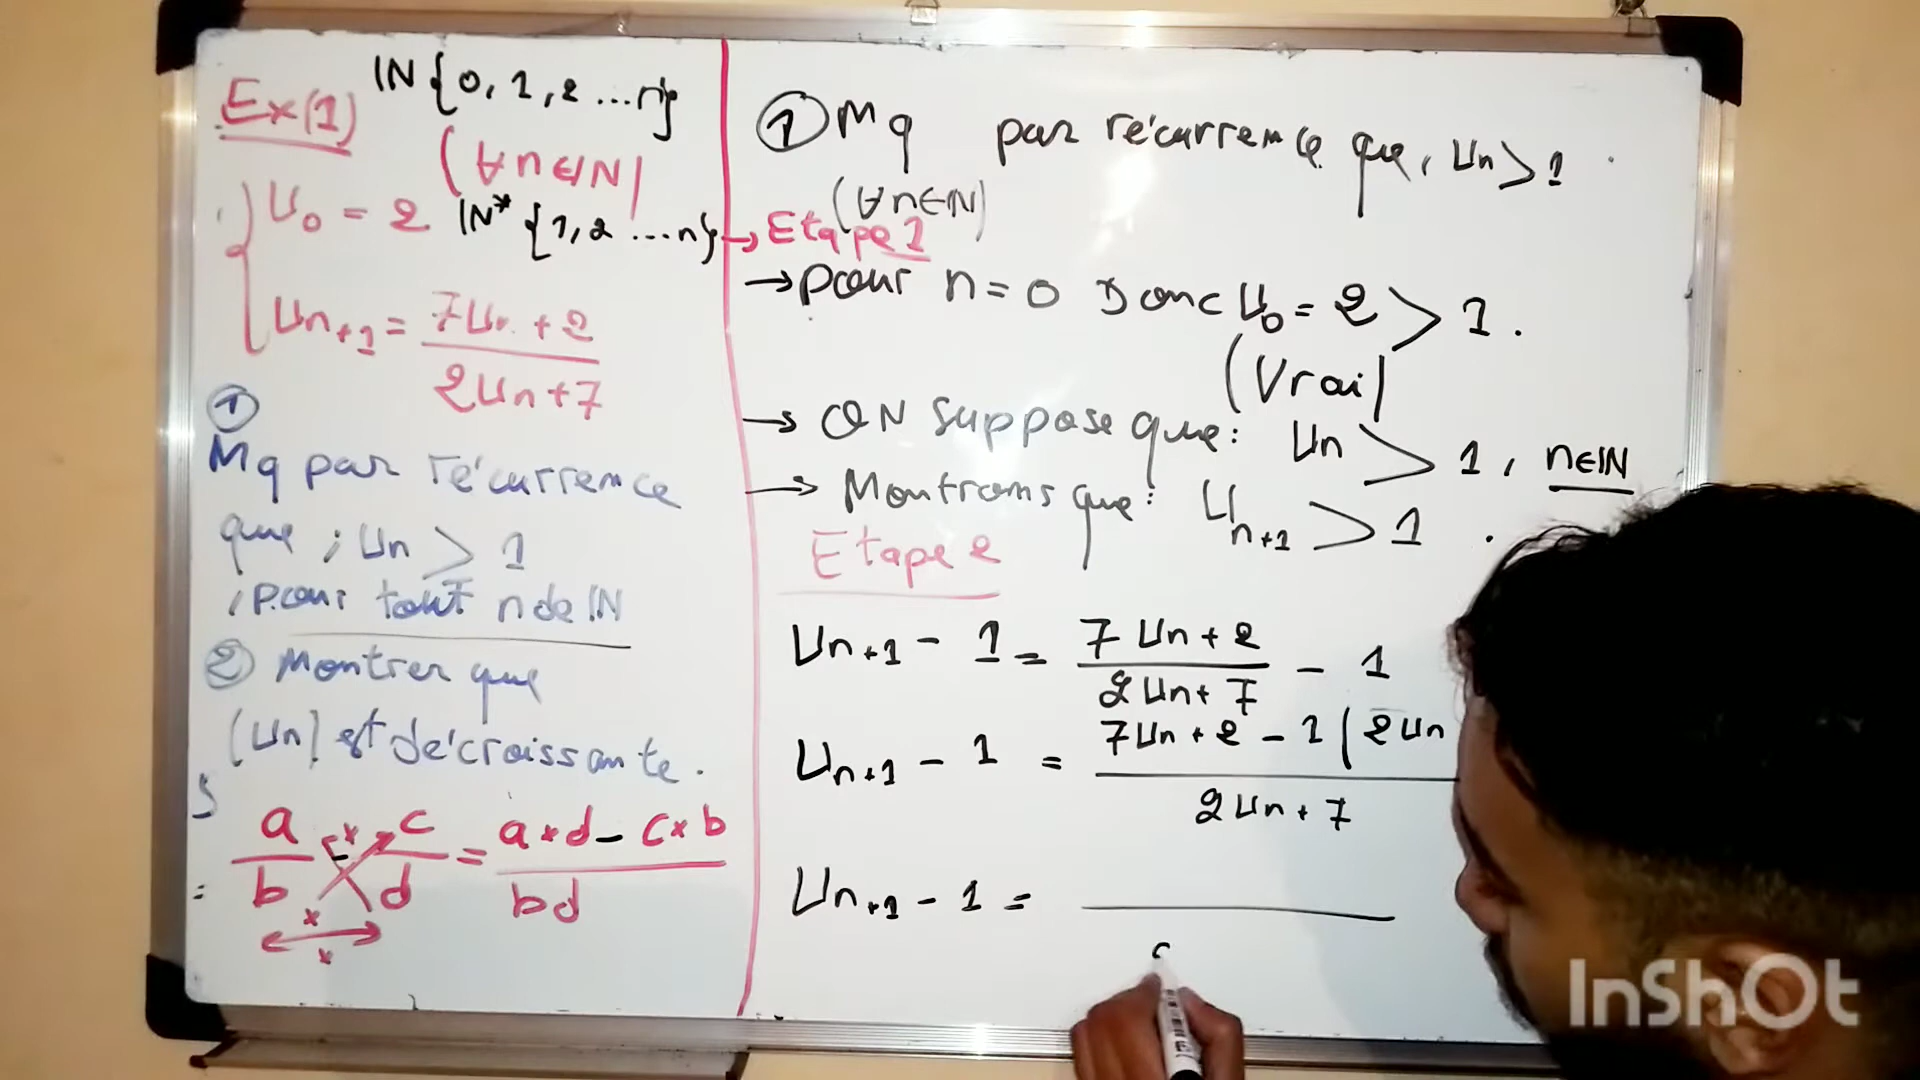 Ex(1) IN{0,1,2...n}
(∀n∈IN)
U0 = 2 IN* {1,2...n}
Un+1 = 7Un + 2 / 2Un+7
①
Mq par récurrence
que ; Un > 1
, pour tout n de IN
② Montrer que
(Un) est décroissante.
a/b - c/d = a×d - c×b / bd
① Mq par récurrence que, Un > 1
(∀n∈IN)
→ Etape 1
→ pour n = 0 Donc U0 = 2 > 1.
(Vrai)
→ ON suppose que: Un > 1, n∈IN
→ Montrons que: Un+1 > 1.
Etape 2
Un+1 - 1 = 7Un + 2 / 2Un+7 - 1
Un+1 - 1 = 7Un + 2 - 1(2Un / 2Un + 7
Un+1 - 1 =
InShOt